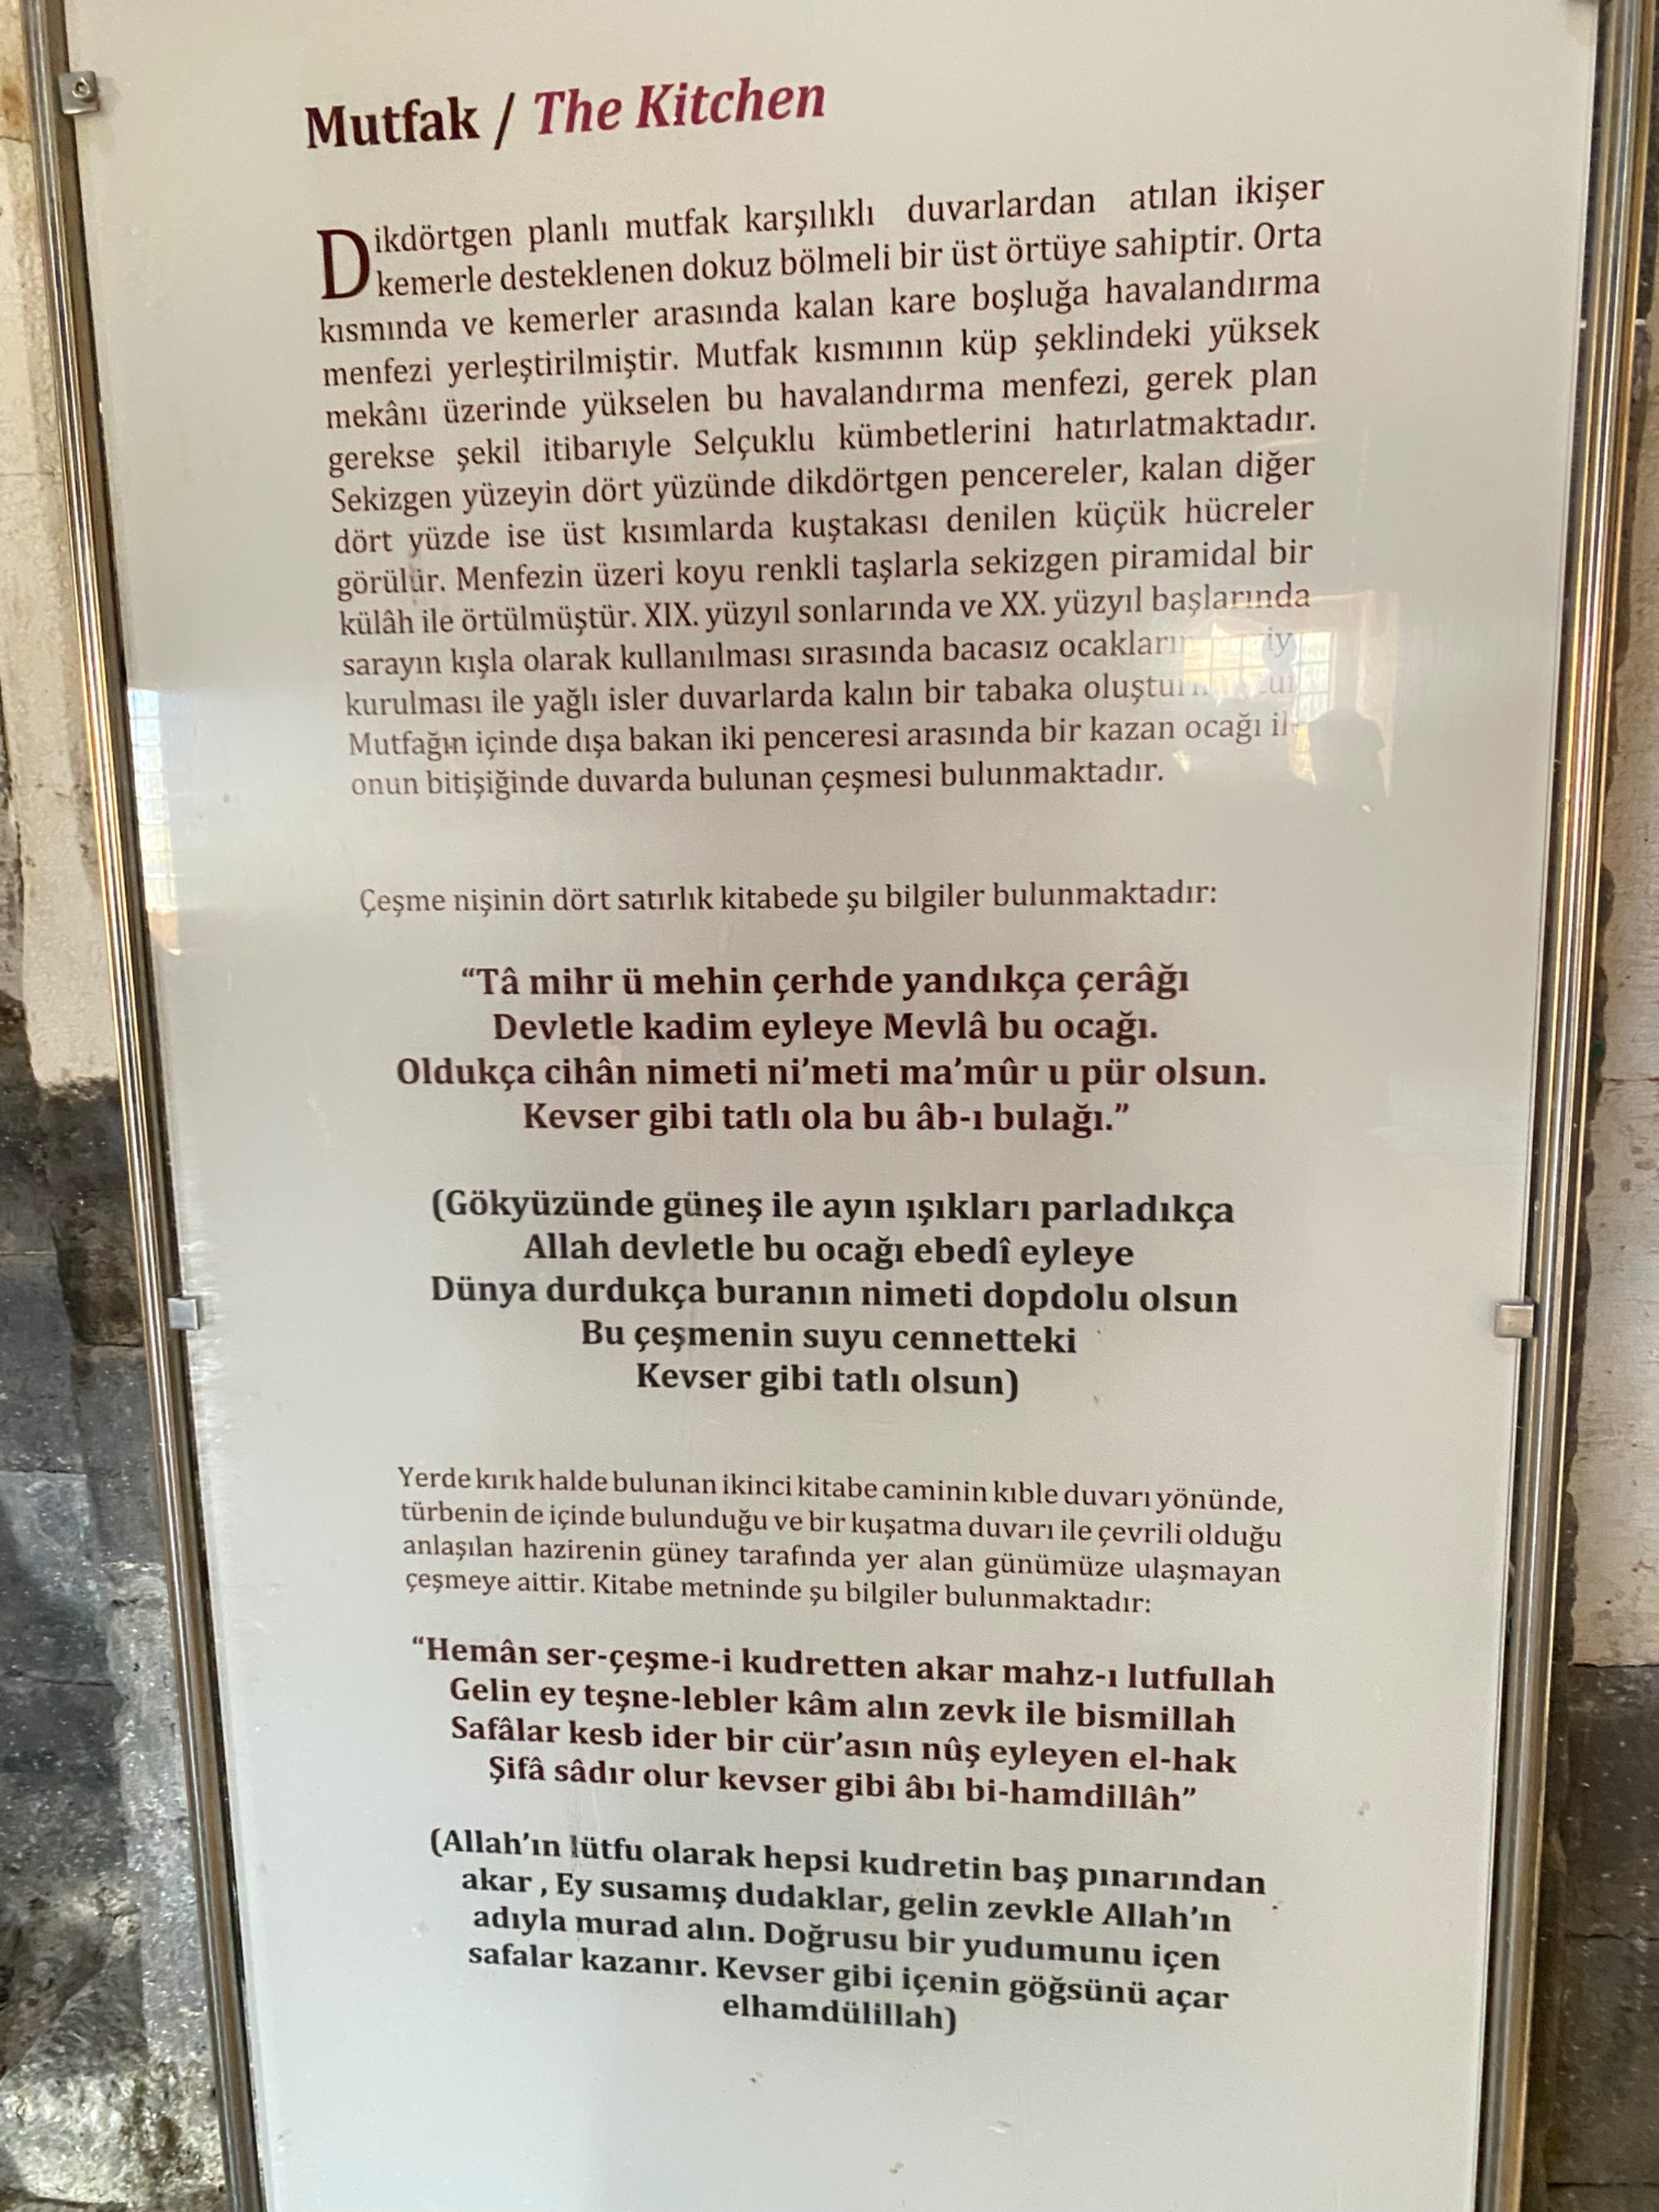 Mutfak / The Kitchen
Dikdörtgen planlı mutfak karşılıklı duvarlardan atılan ikişer
kemerle desteklenen dokuz bölmeli bir üst örtüye sahiptir. Orta
kısmında ve kemerler arasında kalan kare boşluğa havalandırma
menfezi yerleştirilmiştir. Mutfak kısmının küp şeklindeki yüksek
mekânı üzerinde yükselen bu havalandırma menfezi, gerek plan
gerekse şekil itibarıyle Selçuklu kümbetlerini hatırlatmaktadır.
Sekizgen yüzeyin dört yüzünde dikdörtgen pencereler, kalan diğer
dört yüzde ise üst kısımlarda kuştakası denilen küçük hücreler
görülür. Menfezin üzeri koyu renkli taşlarla sekizgen piramidal bir
külâh ile örtülmüştür. XIX. yüzyıl sonlarında ve XX. yüzyıl başlarında
sarayın kışla olarak kullanılması sırasında bacasız ocakların
kurulması ile yağlı isler duvarlarda kalın bir tabaka
Mutfağın içinde dışa bakan iki penceresi arasında bir kazan ocağı ile
onun bitişiğinde duvarda bulunan çeşmesi bulunmaktadır.
Çeşme nişinin dört satırlık kitabede şu bilgiler bulunmaktadır:
“Tâ mihr ü mehin çerhde yandıkça çerâğı
Devletle kadim eyleye Mevlâ bu ocağı.
Oldukça cihân nimeti ni’meti ma’mûr u pür olsun.
Kevser gibi tatlı ola bu âb-ı bulağı.”
(Gökyüzünde güneş ile ayın ışıkları parladıkça
Allah devletle bu ocağı ebedî eyleye
Dünya durdukça buranın nimeti dopdolu olsun
Bu çeşmenin suyu cennetteki
Kevser gibi tatlı olsun)
Yerde kırık halde bulunan ikinci kitabe caminin kıble duvarı yönünde,
türbenin de içinde bulunduğu ve bir kuşatma duvarı ile çevrili olduğu
anlaşılan hazirenin güney tarafında yer alan günümüze ulaşmayan
çeşmeye aittir. Kitabe metninde şu bilgiler bulunmaktadır:
“Hemân ser-çeşme-i kudretten akar mahz-ı lutfullah
Gelin ey teşne-lebler kâm alın zevk ile bismillah
Safâlar kesb ider bir cür’asın nûş eyleyen el-hak
Şifâ sâdır olur kevser gibi âbı bi-hamdillâh”
(Allah’ın lütfu olarak hepsi kudretin baş pınarından
akar , Ey susamış dudaklar, gelin zevkle Allah’ın
adıyla murad alın. Doğrusu bir yudumunu içen
safalar kazanır. Kevser gibi içenin göğsünü açar
elhamdülillah)